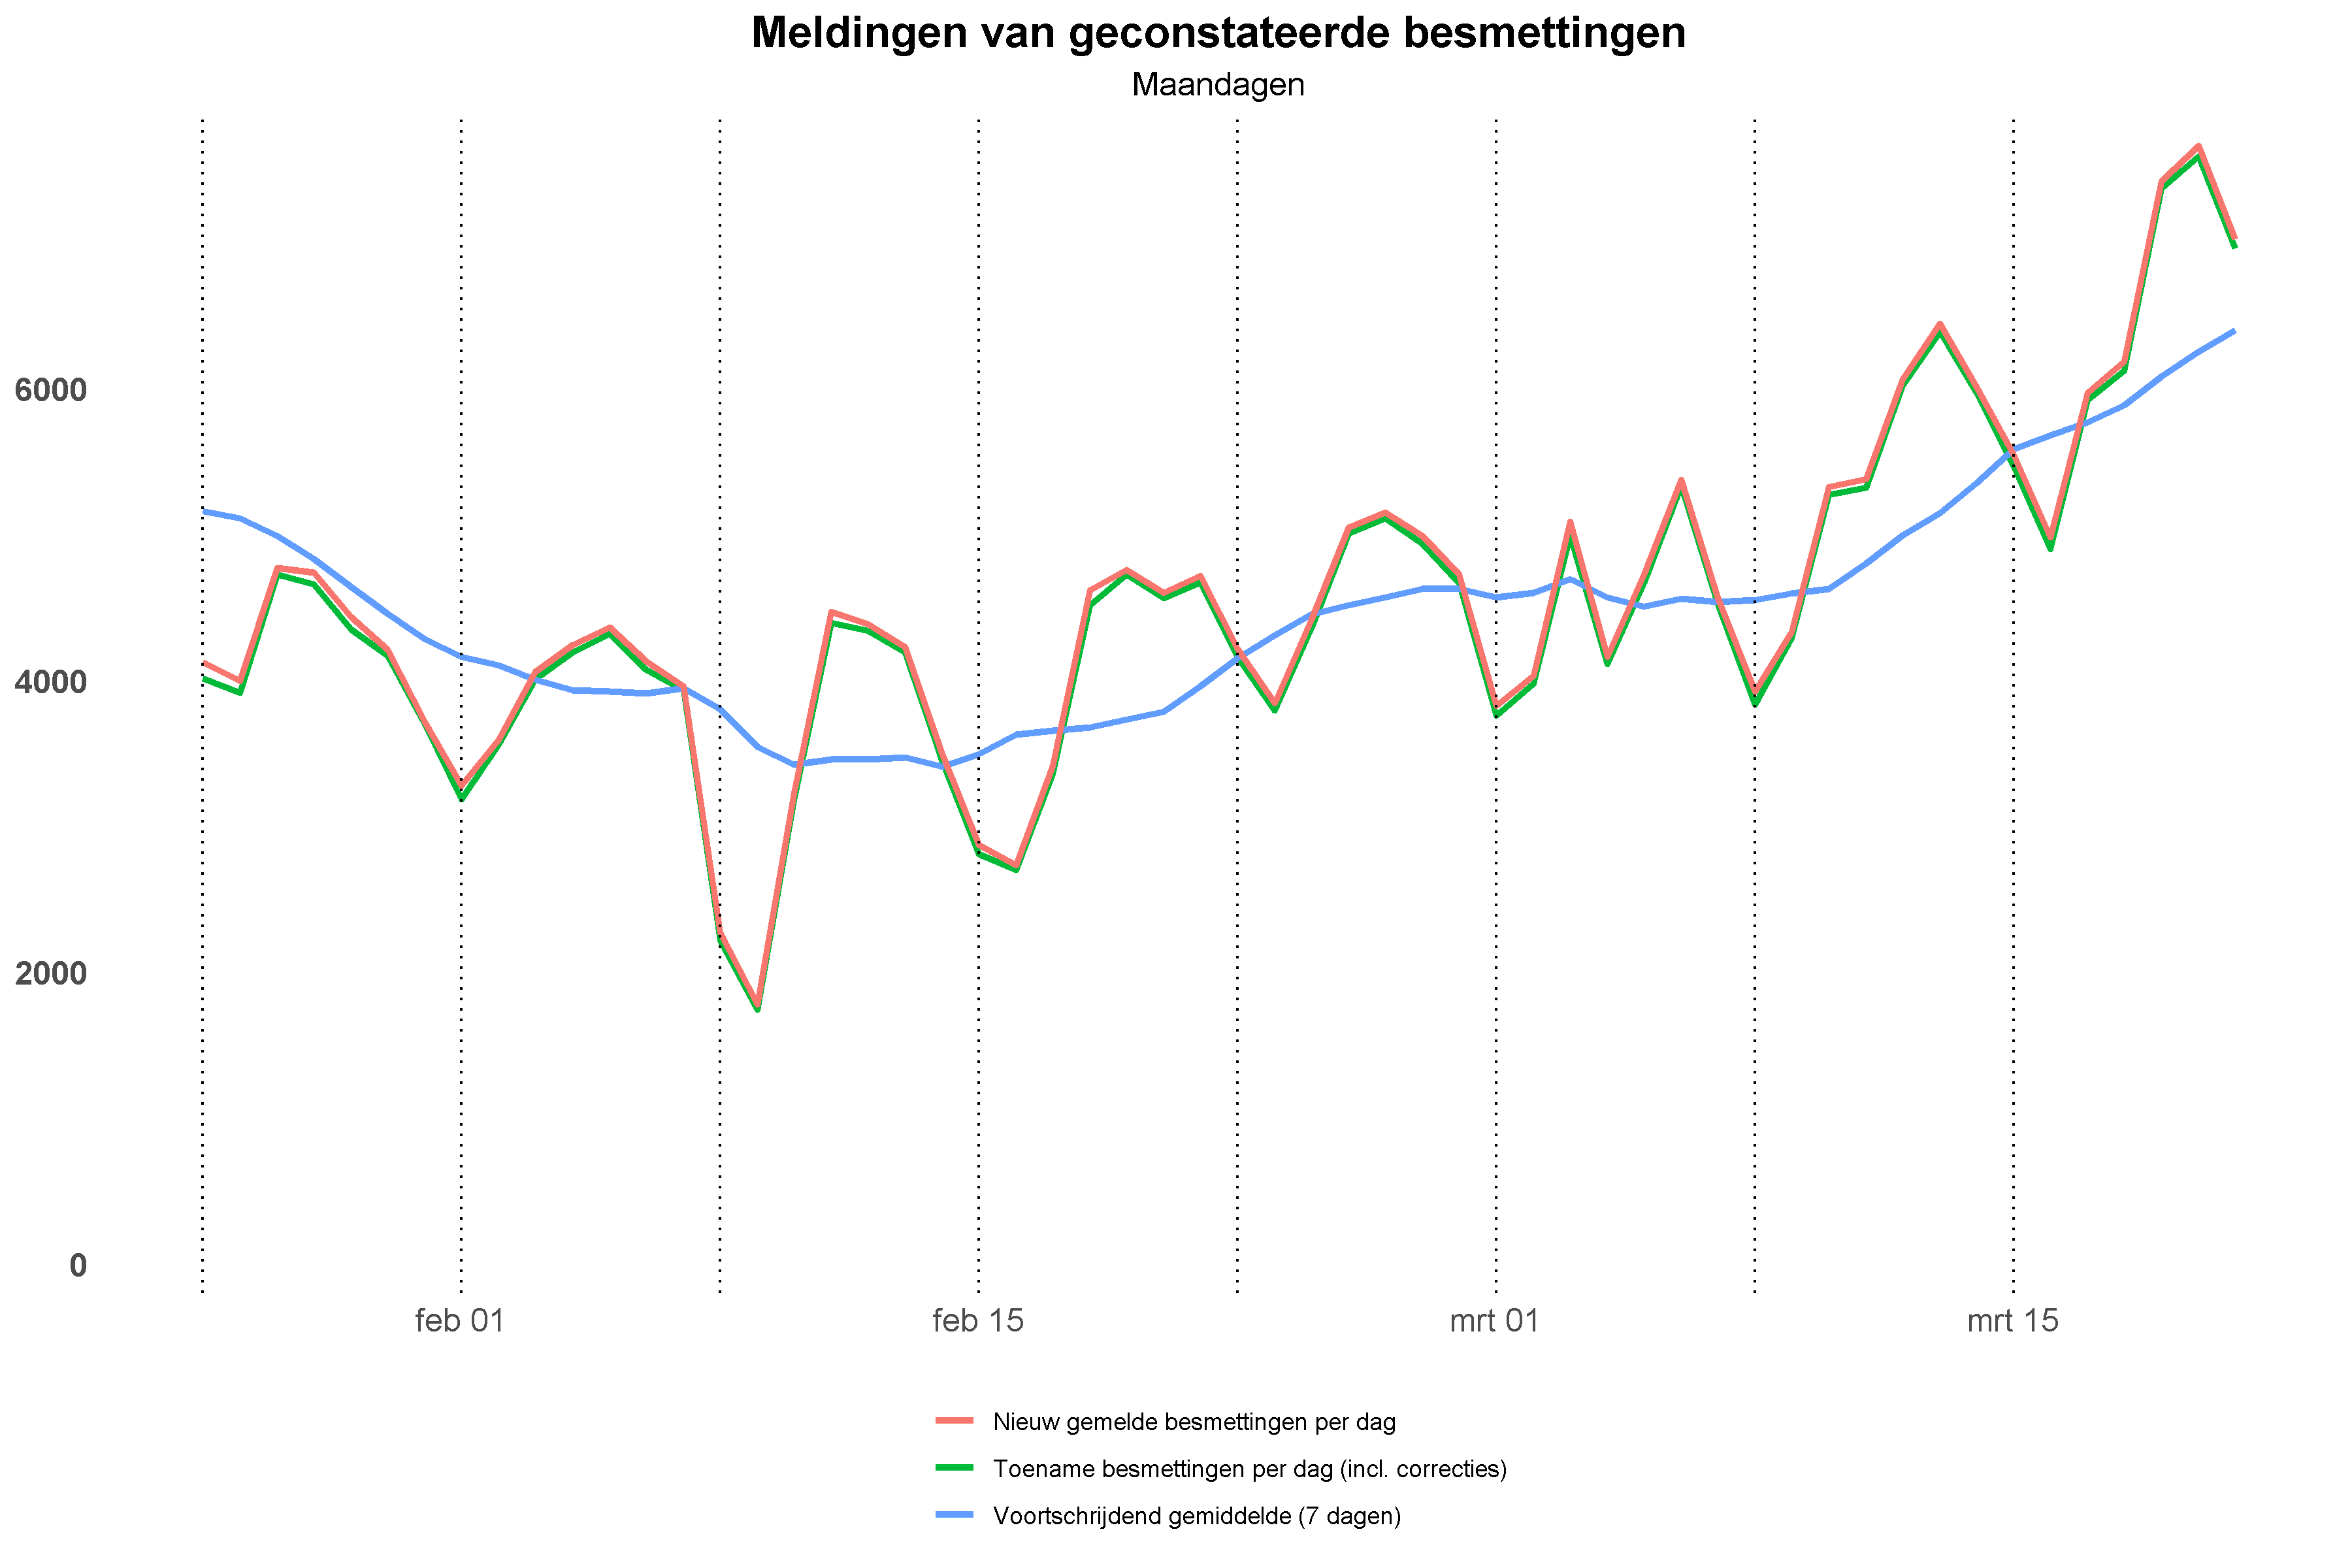 Meldingen van geconstateerde besmettingen
Maandagen
6000
4000
2000
0
feb 01 feb 15 mrt 01 mrt 15
Nieuw gemelde besmettingen per dag
Toename besmettingen per dag (incl. correcties)
Voortschrijdend gemiddelde (7 dagen)